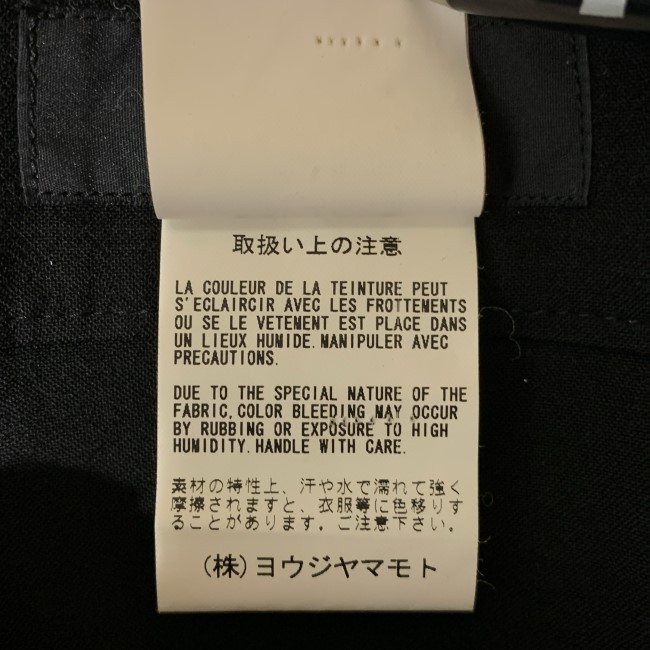 取扱い上の注意
LA COULEUR DE LA TEINTURE PEUT
S'ECLAIRCIR AVEC LES FROTTEMENTS
OU SE LE VETEMENT EST PLACE DANS
UN LIEUX HUMIDE. MANIPULER AVEC
PRECAUTIONS.
DUE TO THE SPECIAL NATURE OF THE
FABRIC, COLOR BLEEDING MAY OCCUR
BY RUBBING OR EXPOSURE TO HIGH
HUMIDITY. HANDLE WITH CARE.
素材の特性上、汗や水で濡れて強く
摩擦されますと、衣服等に色移りす
ることがあります。ご注意下さい。
(株)ヨウジヤマモト